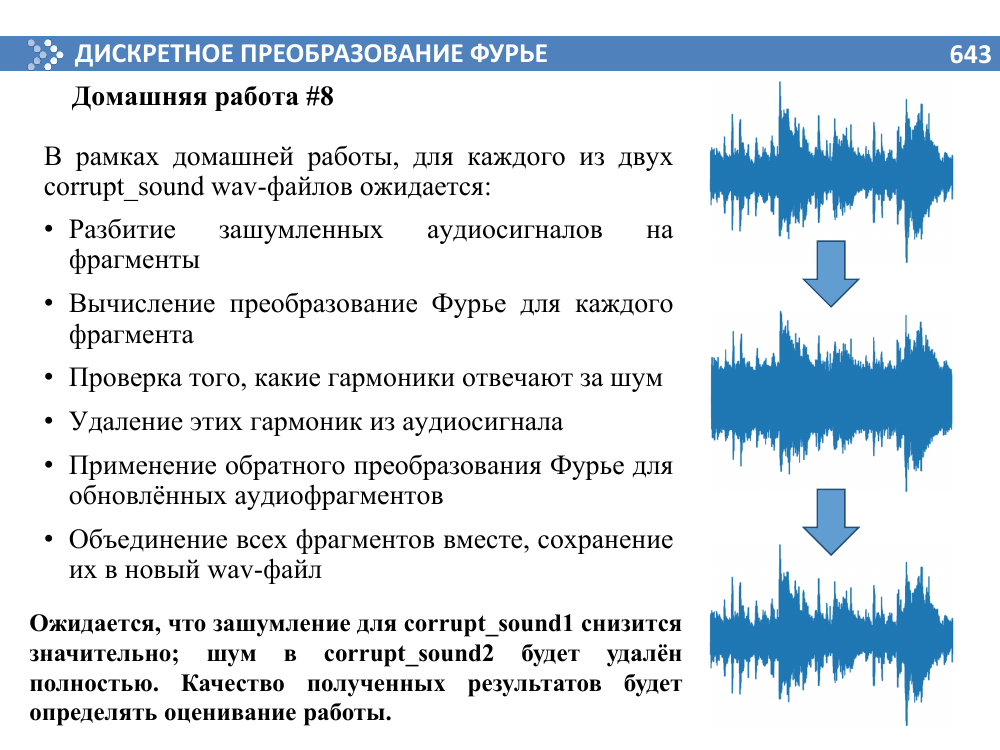 ДИСКРЕТНОЕ ПРЕОБРАЗОВАНИЕ ФУРЬЕ 643
Домашняя работа #8
В рамках домашней работы, для каждого из двух
corrupt_sound wav-файлов ожидается:
• Разбитие зашумленных аудиосигналов на
фрагменты
• Вычисление преобразование Фурье для каждого
фрагмента
• Проверка того, какие гармоники отвечают за шум
• Удаление этих гармоник из аудиосигнала
• Применение обратного преобразования Фурье для
обновлённых аудиофрагментов
• Объединение всех фрагментов вместе, сохранение
их в новый wav-файл
Ожидается, что зашумление для corrupt_sound1 снизится
значительно; шум в corrupt_sound2 будет удалён
полностью. Качество полученных результатов будет
определять оценивание работы.